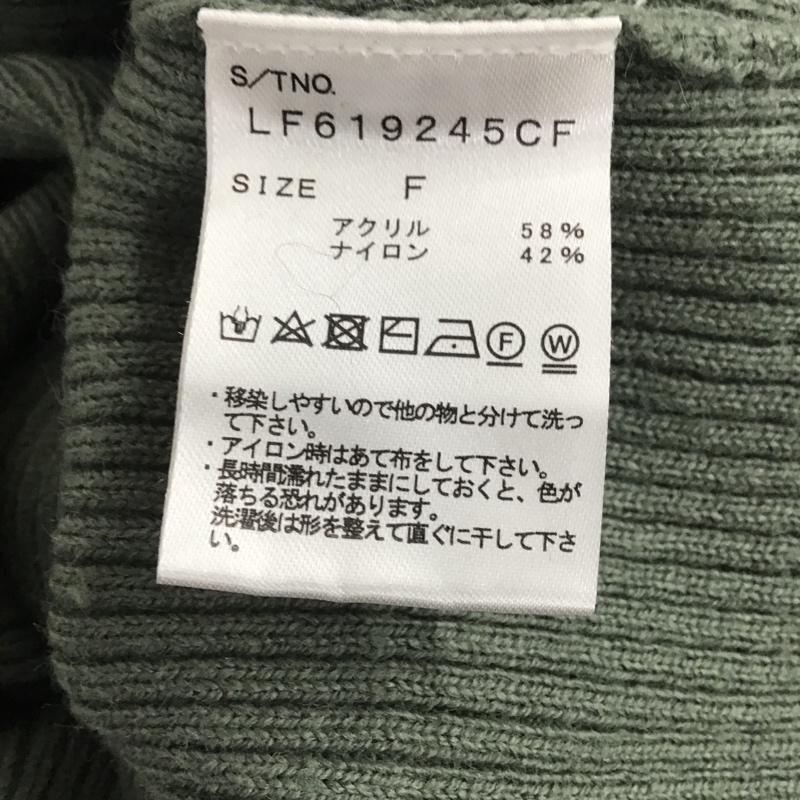 S/TNO.
LF619245CF
SIZE F
アクリル 58%
ナイロン 42%
F W
・移染しやすいので他の物と分けて洗っ
て下さい。
・アイロン時はあて布をして下さい。
・長時間濡れたままにしておくと、色が
落ちる恐れがあります。
洗濯後は形を整えて直ぐに干して下さ
い。